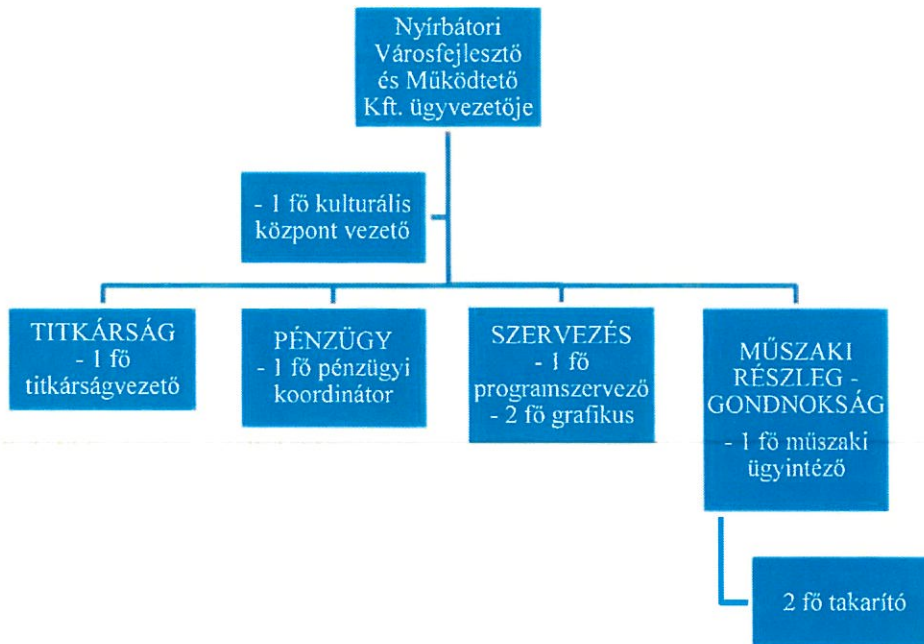 Nyírbátori
Városfejlesztő
és Működtető
Kft. ügyvezetője
- 1 fő kulturális
központ vezető
TITKÁRSÁG
- 1 fő
titkárságvezető
PÉNZÜGY
- 1 fő pénzügyi
koordinátor
SZERVEZÉS
- 1 fő
programszervező
- 2 fő grafikus
MŰSZAKI
RÉSZLEG -
GONDNOKSÁG
- 1 fő műszaki
ügyintéző
2 fő takarító